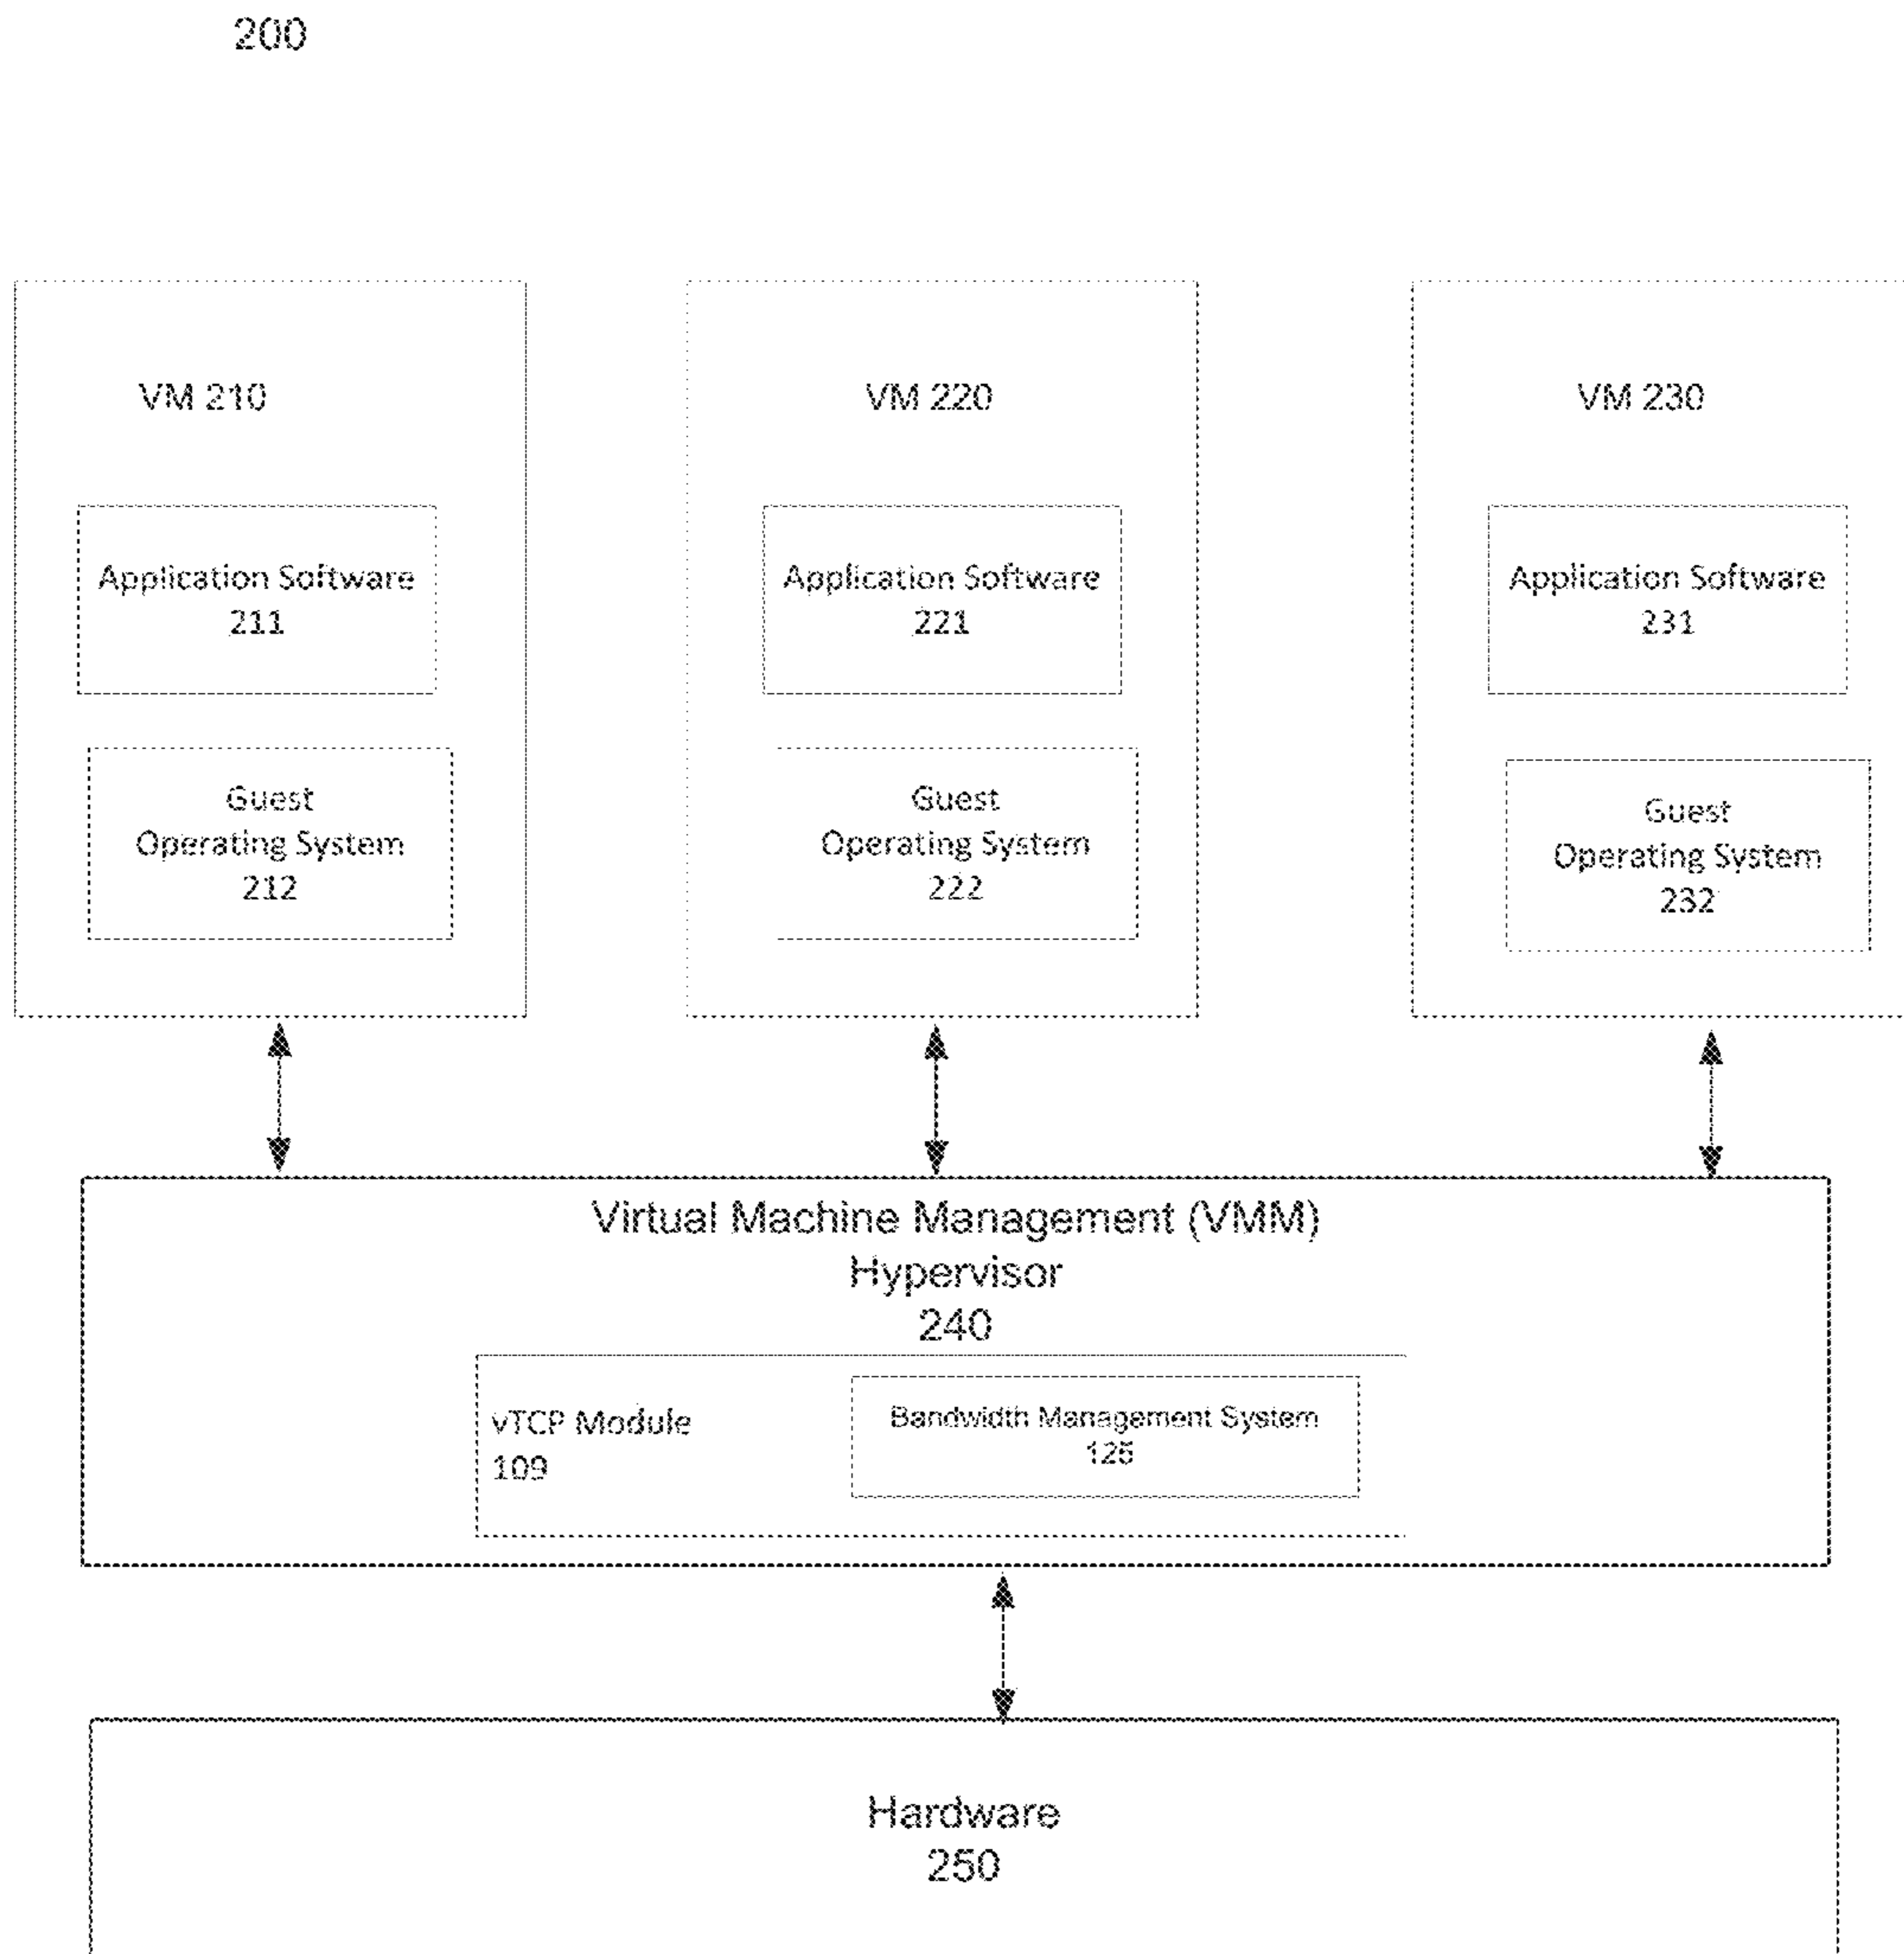 200
VM 210
VM 220
VM 230
Application Software
211
Application Software
221
Application Software
231
Guest
Operating System
212
Guest
Operating System
222
Guest
Operating System
232
Virtual Machine Management (VMM)
Hypervisor
240
vTCP Module
109
Bandwidth Management System
125
Hardware
250